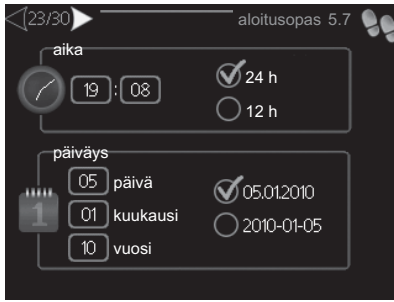 23/30 aloitusopas 5.7
aika
19 : 08
24 h
12 h
päiväys
05 päivä
01 kuukausi
10 vuosi
05.01.2010
2010-01-05
1